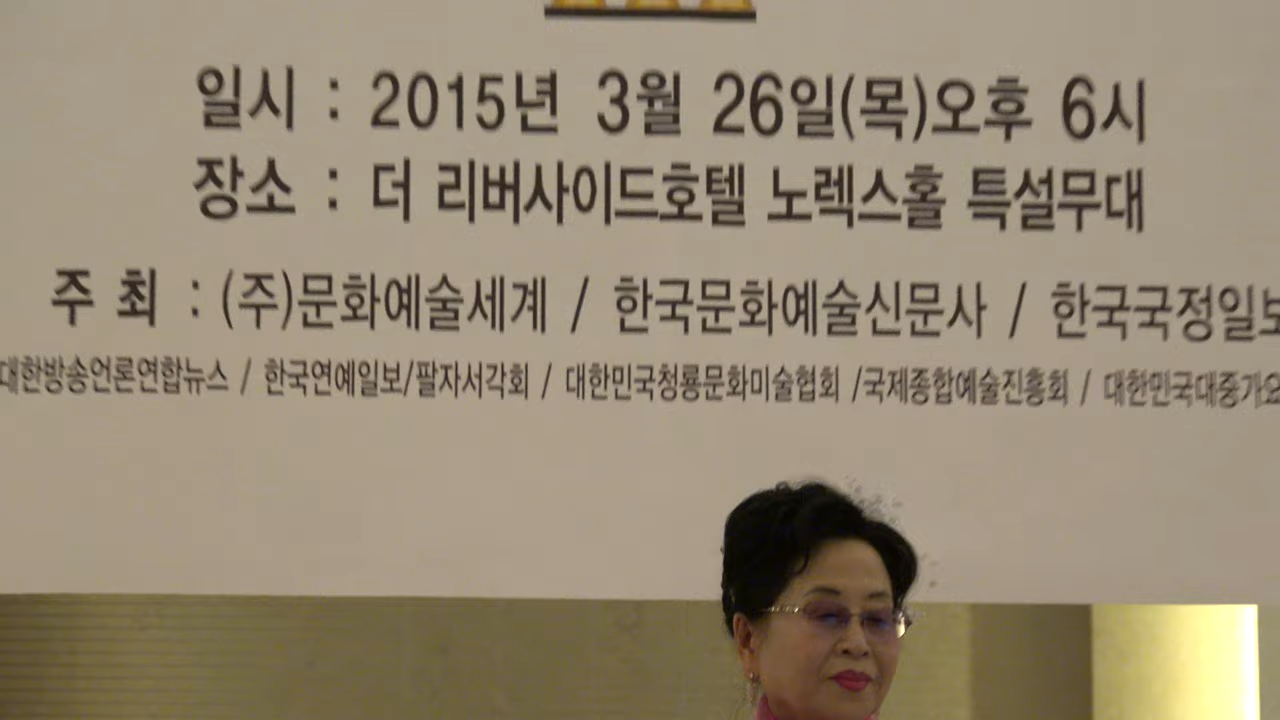 일시 : 2015년 3월 26일(목)오후 6시
장소 : 더 리버사이드호텔 노렉스홀 특설무대
주 최 : (주)문화예술세계 / 한국문화예술신문사 / 한국국정일보
대한방송언론연합뉴스 / 한국연예일보/팔자서각회 / 대한민국청룡문화미술협회 /국제종합예술진흥회 / 대한민국대중가요